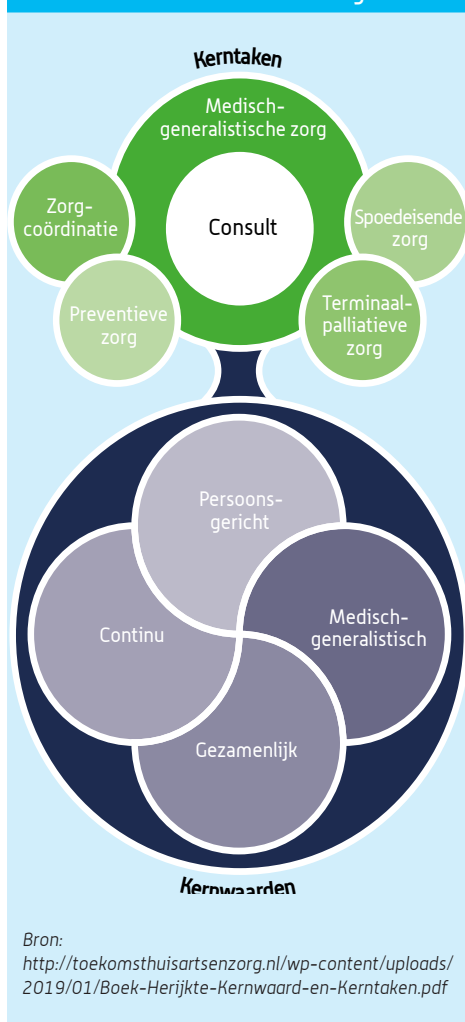 Kerntaken
Medisch-
generalistische zorg
Zorg-
coördinatie
Consult
Spoedeisende
zorg
Preventieve
zorg
Terminaal-
palliatieve
zorg
Persoons-
gericht
Continu
Medisch-
generalistisch
Gezamenlijk
Kernwaarden
Bron:
http://toekomsthuisartsenzorg.nl/wp-content/uploads/
2019/01/Boek-Herijkte-Kernwaard-en-Kerntaken.pdf